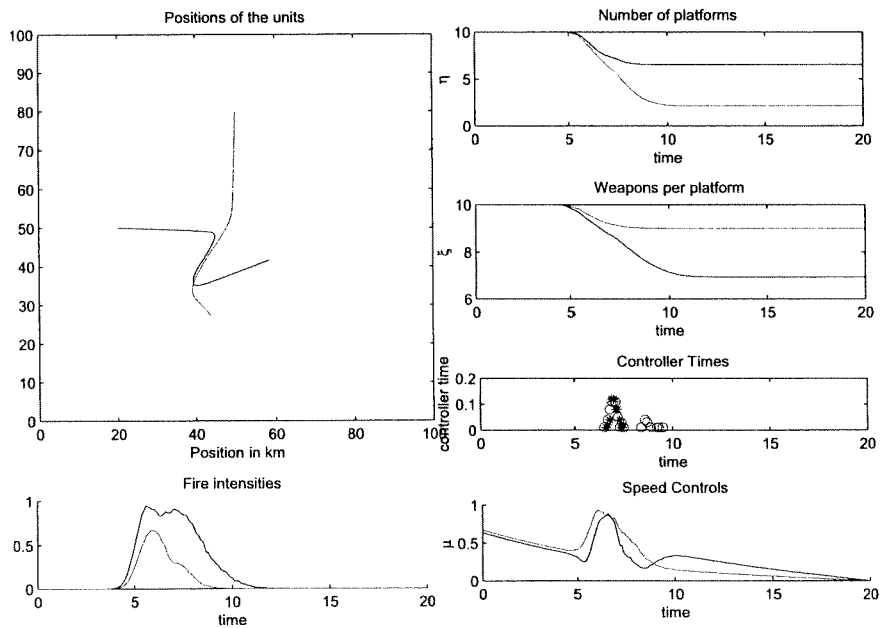 Positions of the units
100
90
80
70
60
50
40
30
20
10
0
0 20 40 60 80 100
Position in km
Number of platforms
10
5
0
η
0 5 10 15 20
time
Weapons per platform
10
8
6
ξ
0 5 10 15 20
time
Controller Times
0.2
0.1
0
controller time
0 5 10 15 20
time
Fire intensities
1
0.5
0
0 5 10 15 20
time
Speed Controls
1
0.5
0
μ
0 5 10 15 20
time